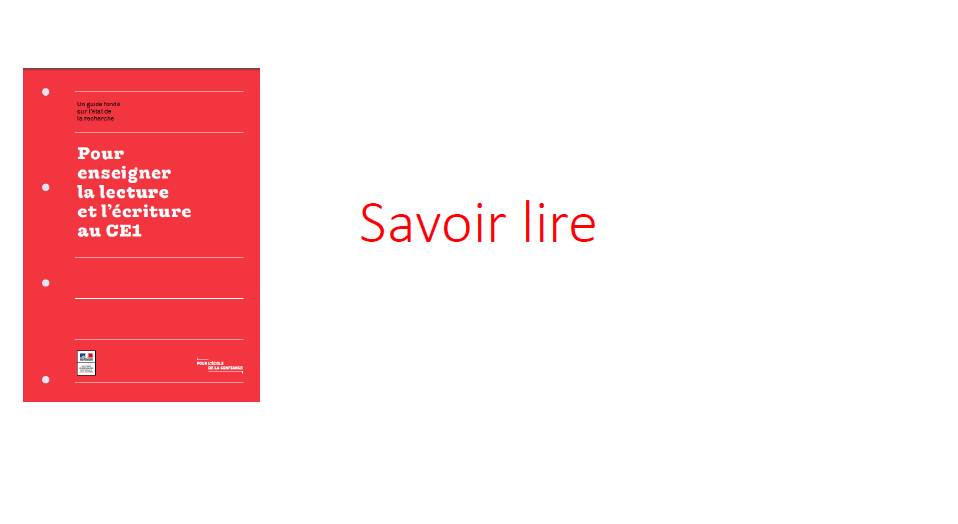 Un guide fondé
sur l'état de
la recherche
Pour
enseigner
la lecture
et l'écriture
au CE1
POUR L'ÉCOLE
DE LA CONFIANCE
Savoir lire